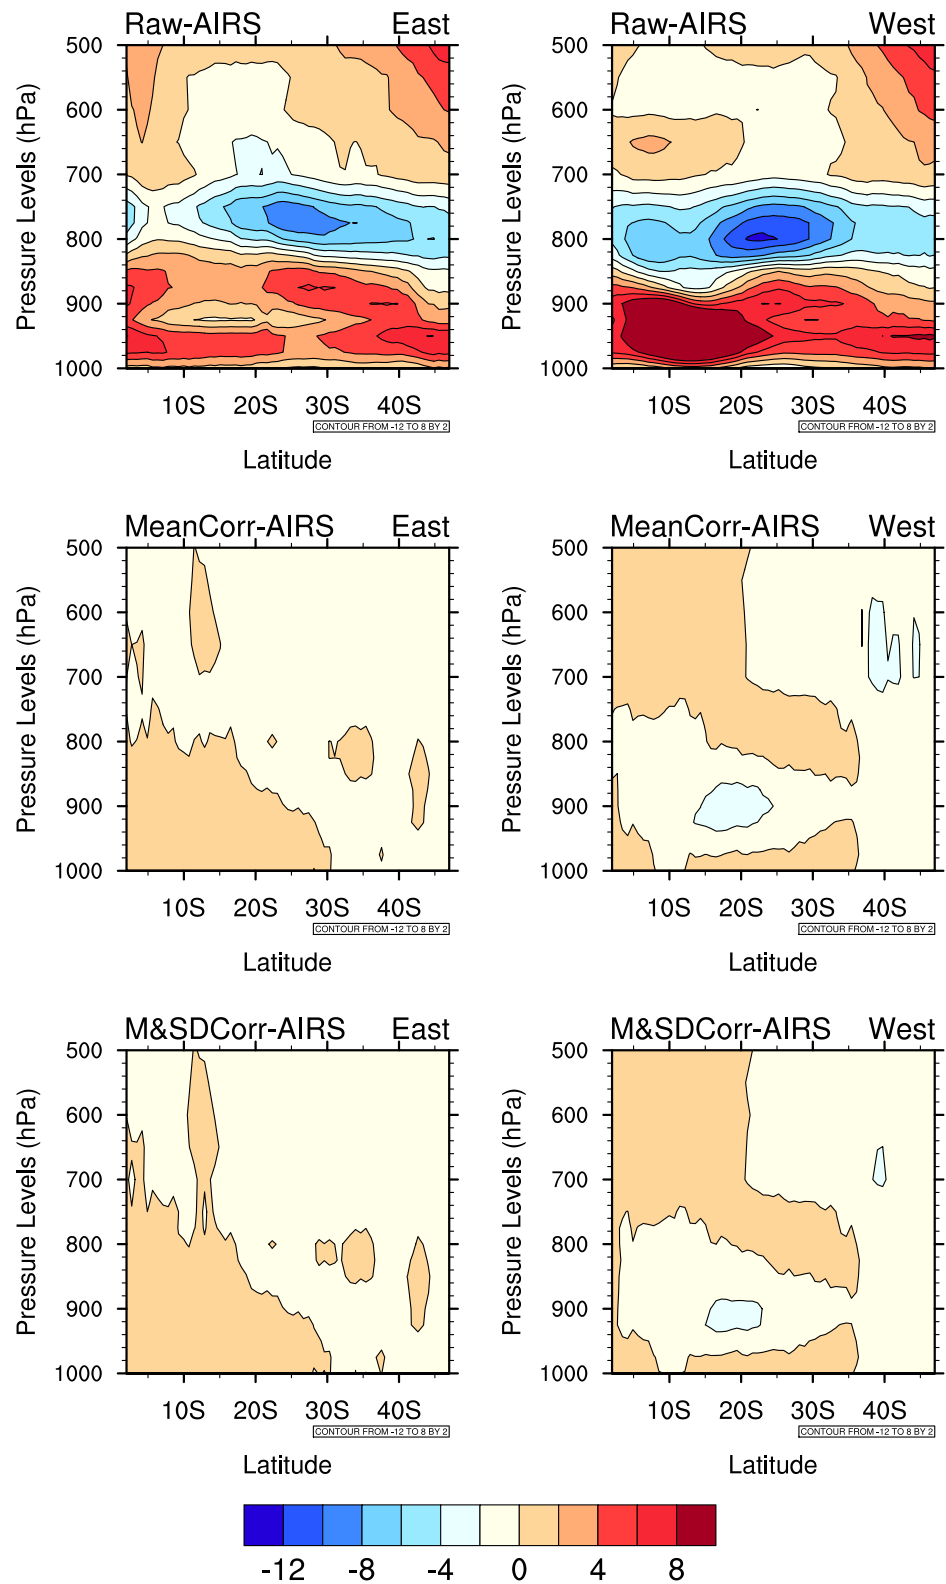 Raw-AIRS East
Raw-AIRS West
Pressure Levels (hPa)
500
600
700
800
900
1000
10S 20S 30S 40S
CONTOUR FROM -12 TO 8 BY 2
Latitude
Pressure Levels (hPa)
500
600
700
800
900
1000
10S 20S 30S 40S
CONTOUR FROM -12 TO 8 BY 2
Latitude
MeanCorr-AIRS East
MeanCorr-AIRS West
Pressure Levels (hPa)
500
600
700
800
900
1000
10S 20S 30S 40S
CONTOUR FROM -12 TO 8 BY 2
Latitude
Pressure Levels (hPa)
500
600
700
800
900
1000
10S 20S 30S 40S
CONTOUR FROM -12 TO 8 BY 2
Latitude
M&SDCorr-AIRS East
M&SDCorr-AIRS West
Pressure Levels (hPa)
500
600
700
800
900
1000
10S 20S 30S 40S
CONTOUR FROM -12 TO 8 BY 2
Latitude
Pressure Levels (hPa)
500
600
700
800
900
1000
10S 20S 30S 40S
CONTOUR FROM -12 TO 8 BY 2
Latitude
-12 -8 -4 0 4 8